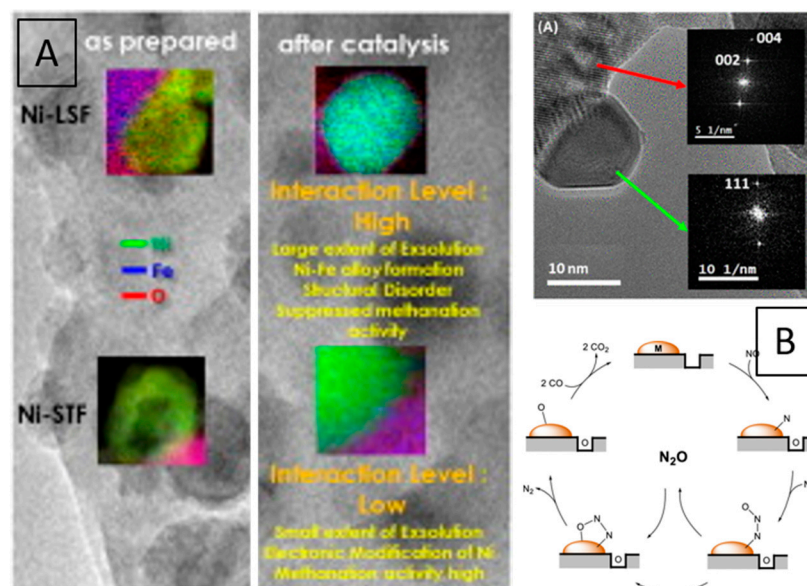 A
as prepared
after catalysis
Ni-LSF
Ni
Fe
O
Ni-STF
Interaction Level :
High
Large extent of Exsolution
Ni-Fe alloy formation
Structural Disorder
Suppressed methanation
activity
Interaction Level :
Low
Small extent of Exsolution
Electronic Modification of Ni
Methanation activity high
(A)
004
002
5 1/nm
111
10 1/nm
10 nm
B
2 CO₂
2 CO
M
NO
O
N
O
O
N₂O
N
O
N
N
O
N₂
O
N
N
O